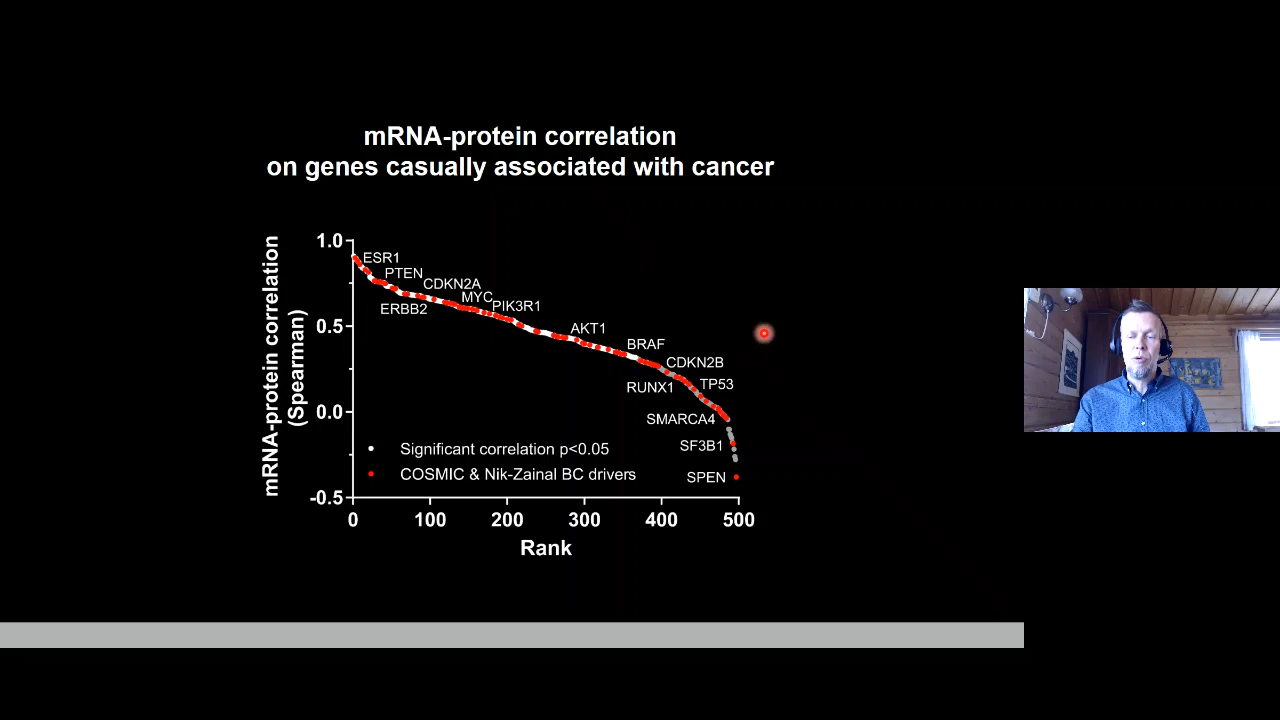 mRNA-protein correlation
on genes casually associated with cancer
mRNA-protein correlation
(Spearman)
1.0
0.5
0.0
-0.5
ESR1
PTEN
CDKN2A
ERBB2
MYC
PIK3R1
AKT1
BRAF
CDKN2B
RUNX1
TP53
SMARCA4
SF3B1
SPEN
Significant correlation p<0.05
COSMIC & Nik-Zainal BC drivers
0 100 200 300 400 500
Rank